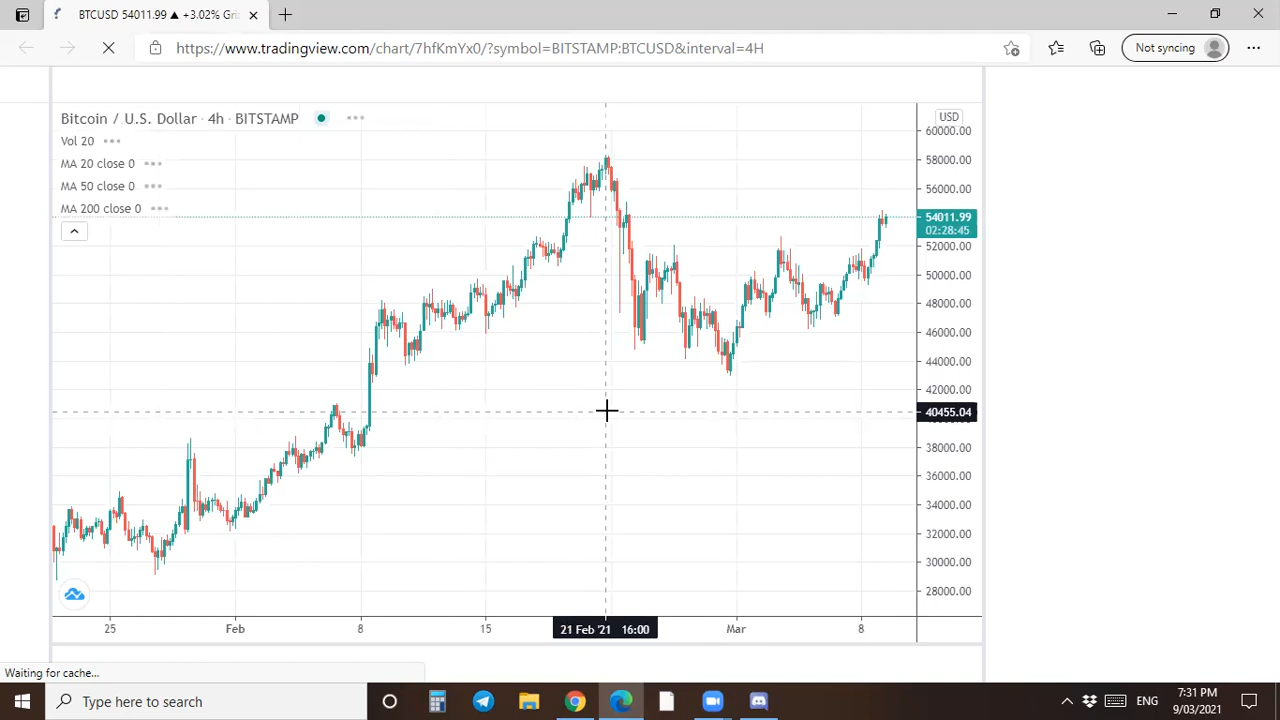 BTCUSD 54011.99 ▲ +3.02% Gri
https://www.tradingview.com/chart/7hfKmYx0/?symbol=BITSTAMP:BTCUSD&interval=4H
Not syncing
Bitcoin / U.S. Dollar · 4h · BITSTAMP
USD
Vol 20
MA 20 close 0
MA 50 close 0
MA 200 close 0
60000.00
58000.00
56000.00
54011.99
02:28:45
52000.00
50000.00
48000.00
46000.00
44000.00
42000.00
40455.04
38000.00
36000.00
34000.00
32000.00
30000.00
28000.00
25 Feb 8 15 21 Feb '21 16:00 Mar 8
Waiting for cache...
Type here to search
ENG
7:31 PM
9/03/2021